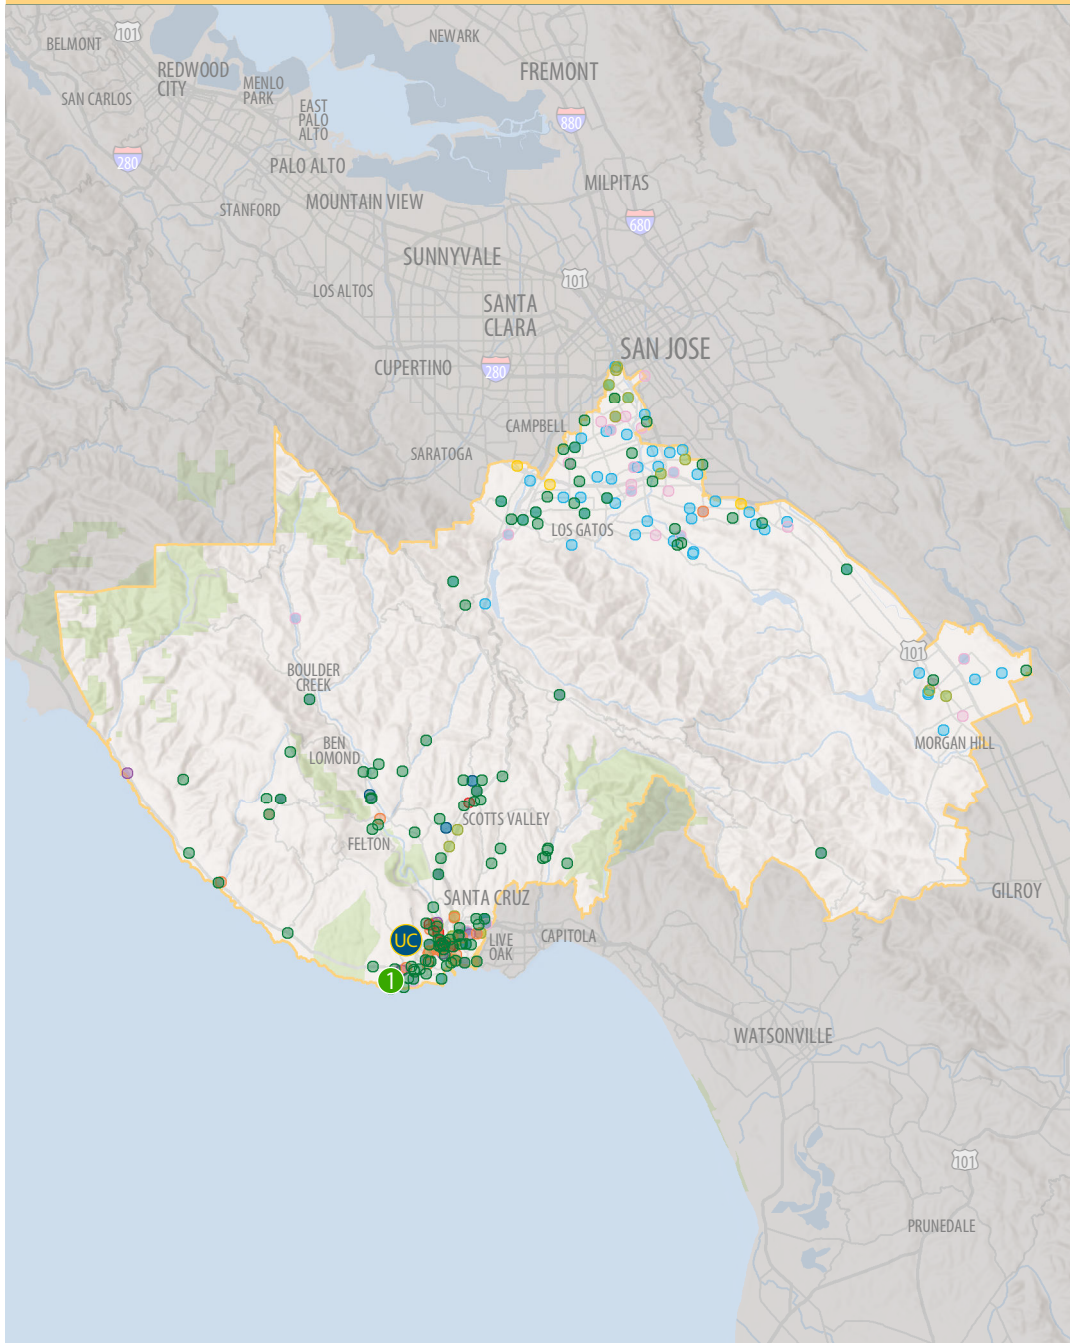 101
BELMONT
NEWARK
REDWOOD
CITY
FREMONT
MENLO
PARK
SAN CARLOS
EAST
PALO
ALTO
880
280
PALO ALTO
MILPITAS
MOUNTAIN VIEW
STANFORD
680
SUNNYVALE
101
LOS ALTOS
SANTA
CLARA
SAN JOSE
CUPERTINO
280
CAMPBELL
SARATOGA
LOS GATOS
101
BOULDER
CREEK
BEN
LOMOND
MORGAN HILL
SCOTTS VALLEY
FELTON
GILROY
SANTA CRUZ
UC
LIVE
OAK
CAPITOLA
1
WATSONVILLE
101
PRUNEDALE